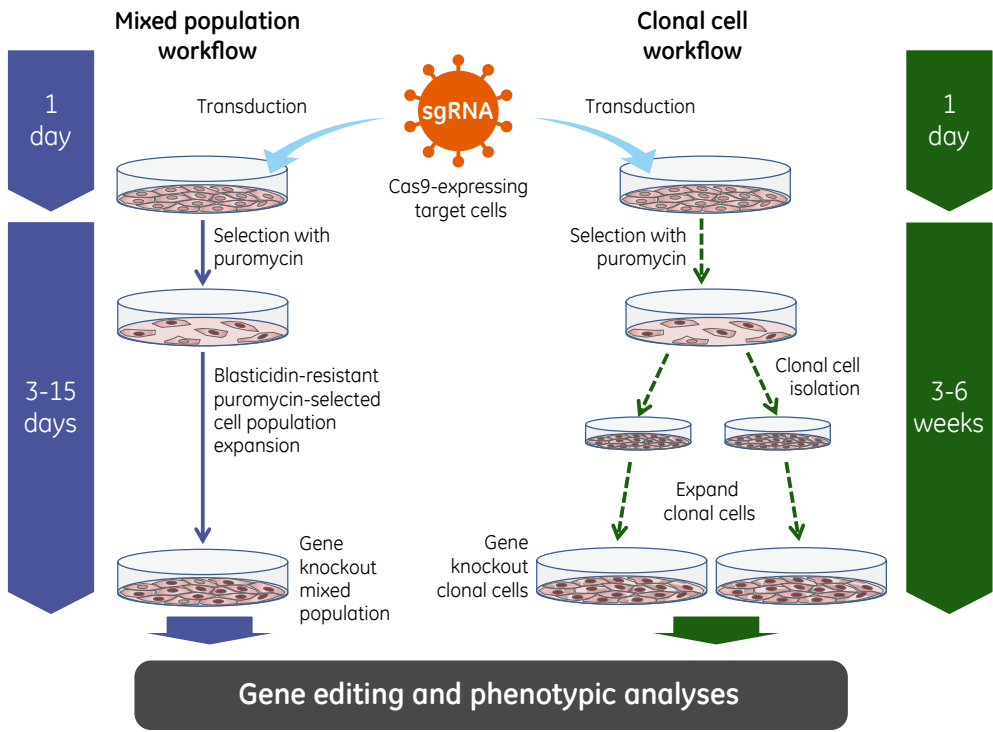 Mixed population
workflow
Clonal cell
workflow
1
day
Transduction
sgRNA
Transduction
1
day
Cas9-expressing
target cells
Selection with
puromycin
Selection with
puromycin
3-15
days
Blasticidin-resistant
puromycin-selected
cell population
expansion
Clonal cell
isolation
3-6
weeks
Expand
clonal cells
Gene
knockout
mixed
population
Gene
knockout
clonal cells
Gene editing and phenotypic analyses